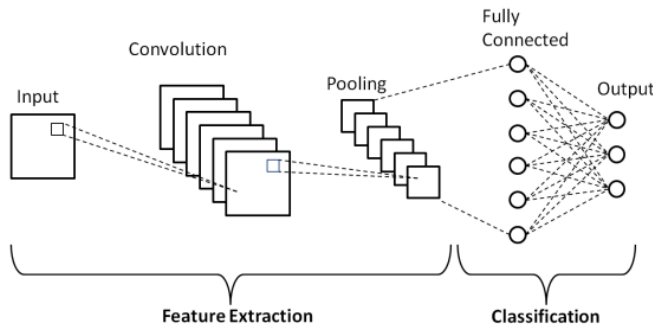 Input
Convolution
Pooling
Fully
Connected
Output
Feature Extraction
Classification